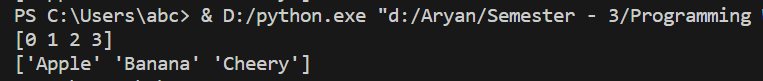 PS C:\Users\abc> & D:/python.exe "d:/Aryan/Semester - 3/Programming
[0 1 2 3]
['Apple' 'Banana' 'Cheery']